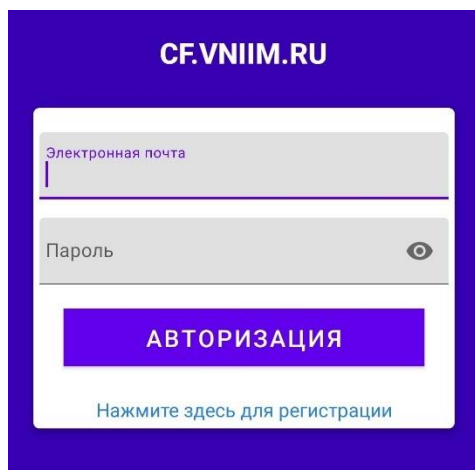 CF.VNIIM.RU
Электронная почта
Пароль
АВТОРИЗАЦИЯ
Нажмите здесь для регистрации